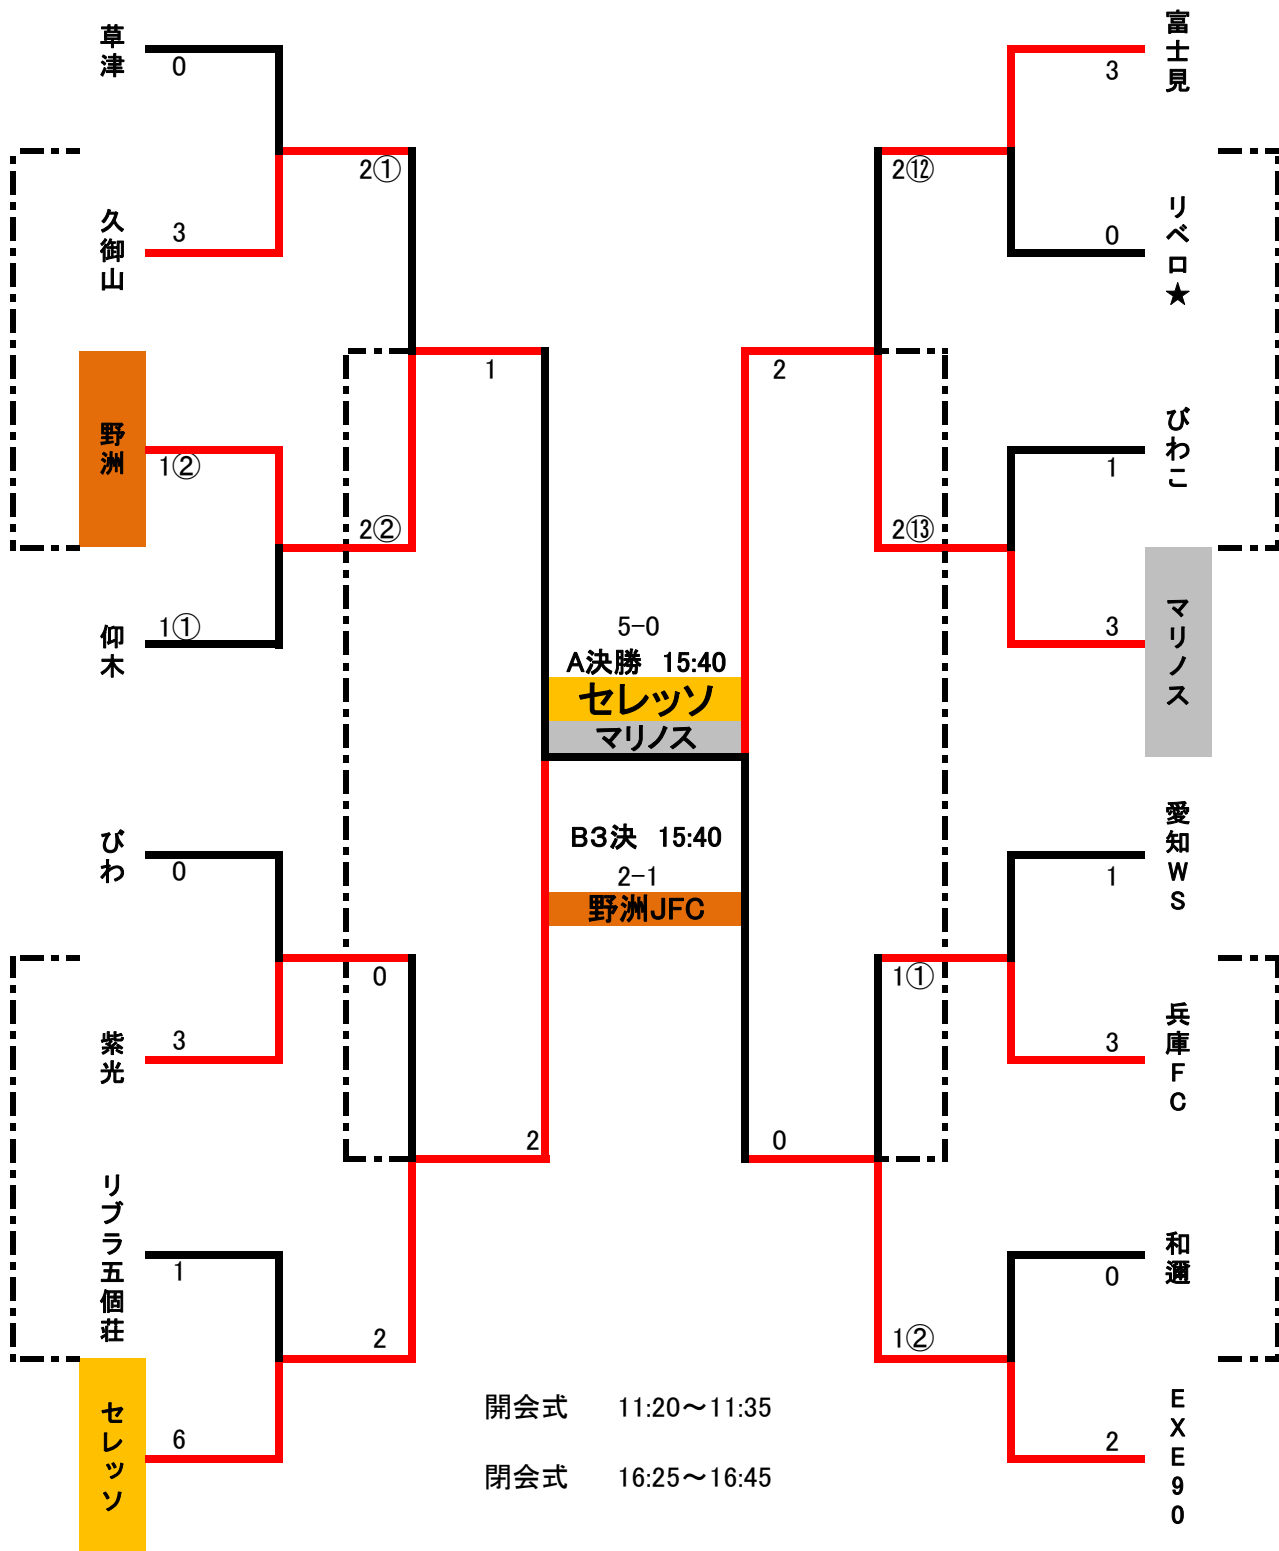 草津
0
久御山
3
2①
野洲
1②
仰木
1①
2②
1
びわ
0
紫光
3
0
リブラ五個荘
1
セレッソ
6
2
2
5-0
A決勝 15:40
セレッソ
マリノス
B3決 15:40
2-1
野洲JFC
富士見
3
リベロ★
0
2⑫
びわこ
1
マリノス
3
2⑬
2
愛知WS
1
兵庫FC
3
1①
和邇
0
EXE90
2
1②
0
開会式 11:20～11:35
閉会式 16:25～16:45